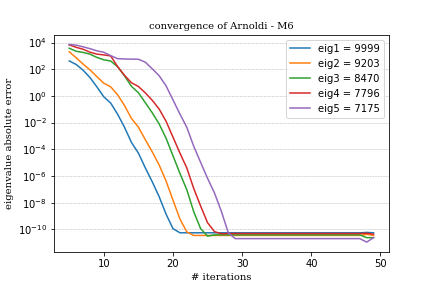 convergence of Arnoldi - M6
eigenvalue absolute error
10^4
10^2
10^0
10^−2
10^−4
10^−6
10^−8
10^−10
eig1 = 9999
eig2 = 9203
eig3 = 8470
eig4 = 7796
eig5 = 7175
10 20 30 40 50
# iterations